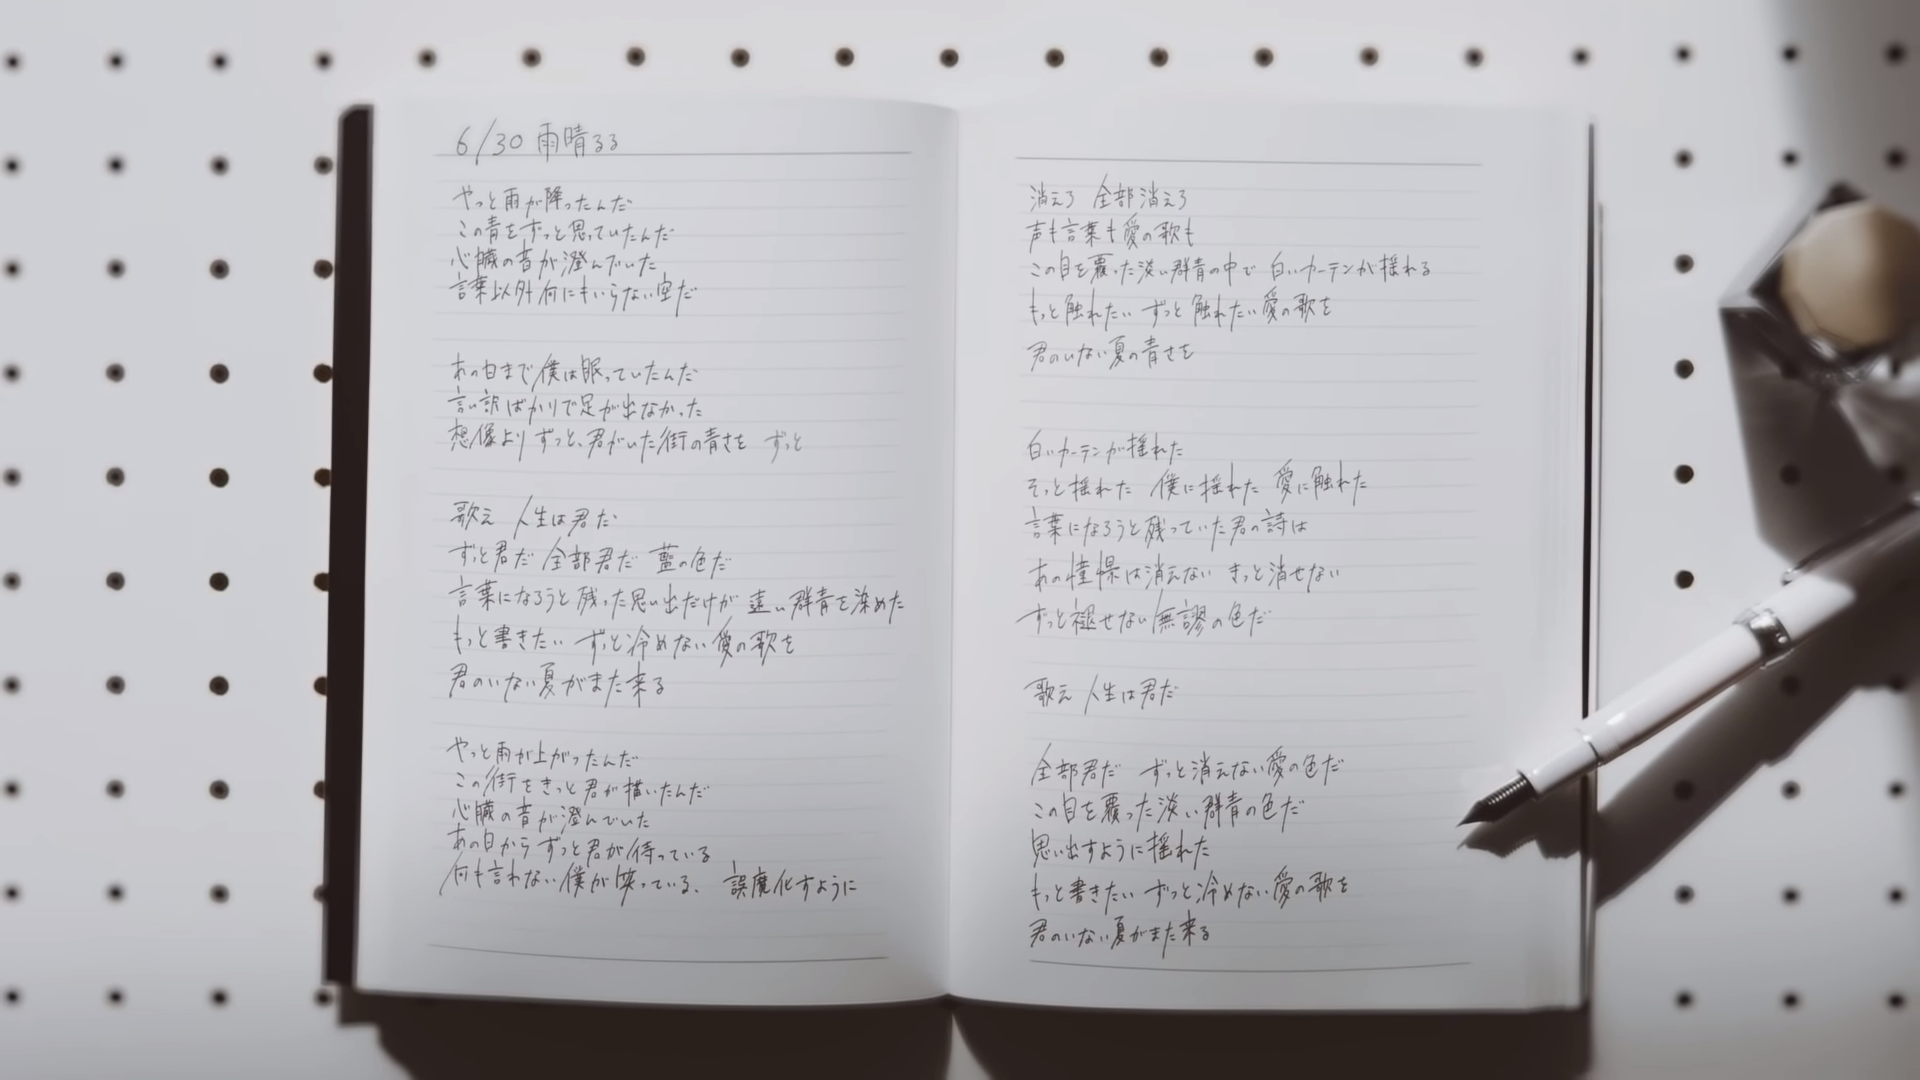 6/30 雨晴るる
やっと雨が降ったんだ
この青をずっと思っていたんだ
心臓の音が澄んでいた
言葉以外何にもいらない空だ
あの日まで僕は眠っていたんだ
言い訳ばかりで足が出なかった
想像よりずっと、君がいた街の青さを ずっと
歌え 人生は君だ
ずっと君だ 全部君だ 藍の色だ
言葉になろうと残った思い出だけが 遠い群青を染めた
もっと書きたい ずっと冷めない愛の歌を
君のいない夏がまた来る
やっと雨が上がったんだ
この街をきっと君が描いたんだ
心臓の音が澄んでいた
あの日からずっと君が待っている
何も言わない僕が笑っている、 誤魔化すように
消えろ 全部消えろ
声も言葉も愛の歌も
この目を覆った淡い群青の中で 白いカーテンが揺れる
もっと触れたい ずっと触れたい愛の歌を
君のいない夏の青さを
白いカーテンが揺れた
そっと揺れた 僕に揺れた 愛に触れた
言葉になろうと残っていた君の詩は
あの憧憬は消えない きっと消せない
ずっと褪せない無謬の色だ
歌え 人生は君だ
全部君だ ずっと消えない愛の色だ
この目を覆った淡い群青の色だ
思い出すように揺れた
もっと書きたい ずっと冷めない愛の歌を
君のいない夏がまた来る